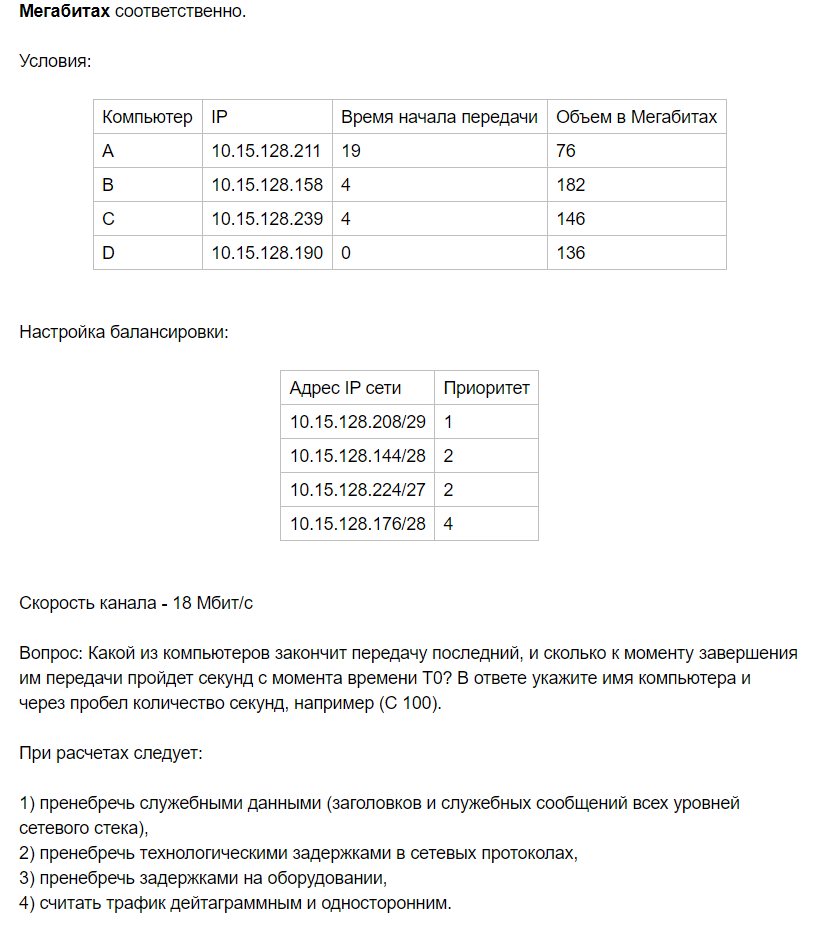 Мегабитах соответственно.
Условия:
Компьютер IP Время начала передачи Объем в Мегабитах
A 10.15.128.211 19 76
B 10.15.128.158 4 182
C 10.15.128.239 4 146
D 10.15.128.190 0 136
Настройка балансировки:
Адрес IP сети Приоритет
10.15.128.208/29 1
10.15.128.144/28 2
10.15.128.224/27 2
10.15.128.176/28 4
Скорость канала - 18 Мбит/с
Вопрос: Какой из компьютеров закончит передачу последний, и сколько к моменту завершения
им передачи пройдет секунд с момента времени T0? В ответе укажите имя компьютера и
через пробел количество секунд, например (C 100).
При расчетах следует:
1) пренебречь служебными данными (заголовков и служебных сообщений всех уровней
сетевого стека),
2) пренебречь технологическими задержками в сетевых протоколах,
3) пренебречь задержками на оборудовании,
4) считать трафик дейтаграммным и односторонним.